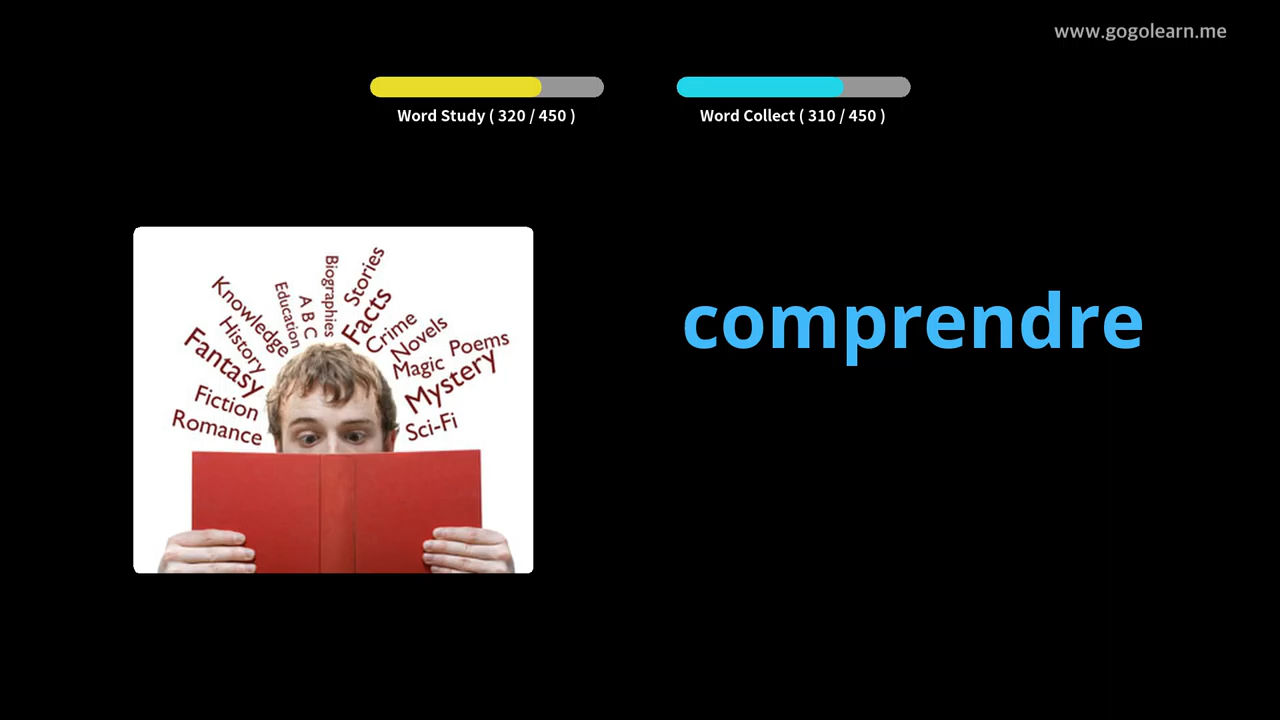 www.gogolearn.me
Word Study ( 320 / 450 )
Word Collect ( 310 / 450 )
comprendre
Knowledge
History
Fantasy
Fiction
Romance
Education
A B C
Biographies
Stories
Facts
Crime
Novels
Magic
Poems
Mystery
Sci-Fi